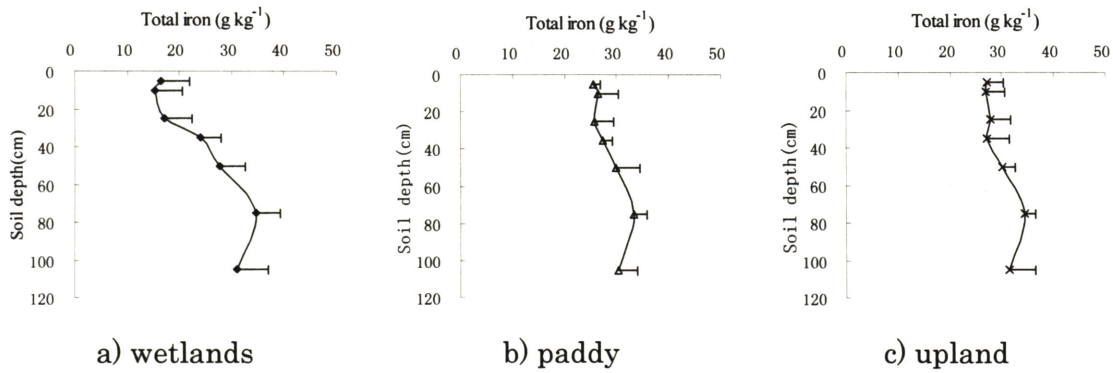 Total iron (g kg⁻¹)
0 10 20 30 40 50
0
20
40
60
80
100
120
Soil depth(cm)
a) wetlands
Total iron (g kg⁻¹)
0 10 20 30 40 50
0
20
40
60
80
100
120
Soil depth(cm)
b) paddy
Total iron (g kg⁻¹)
0 10 20 30 40 50
0
20
40
60
80
100
120
Soil depth(cm)
c) upland